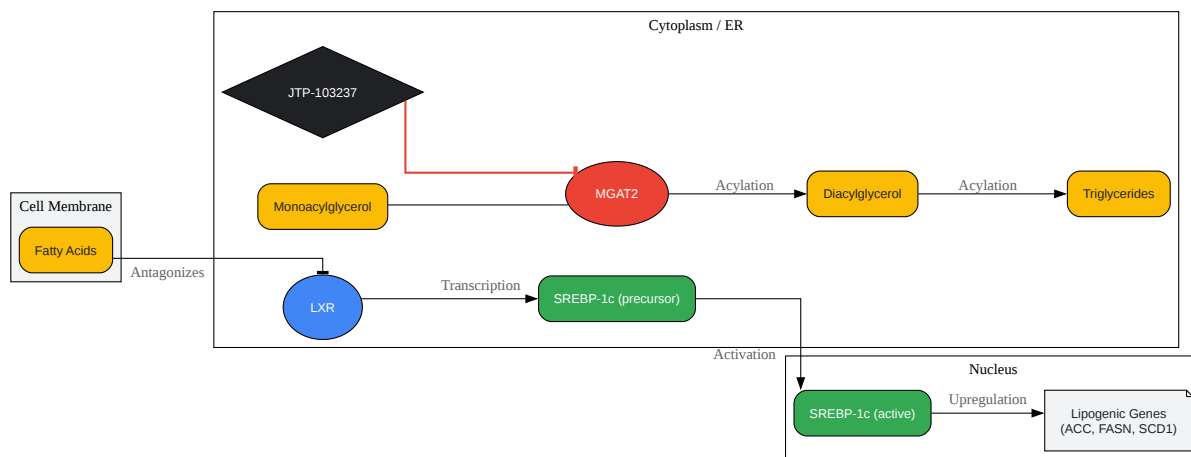 Cytoplasm / ER
JTP-103237
MGAT2
Acylation
Diacylglycerol
Acylation
Triglycerides
Monoacylglycerol
Cell Membrane
Fatty Acids
Antagonizes
LXR
Transcription
SREBP-1c (precursor)
Activation
Nucleus
SREBP-1c (active)
Upregulation
Lipogenic Genes
(ACC, FASN, SCD1)